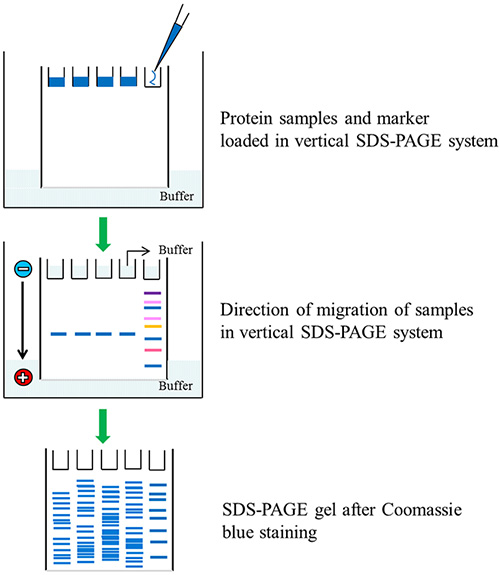 Protein samples and marker
loaded in vertical SDS-PAGE system
Buffer
Buffer
Direction of migration of samples
in vertical SDS-PAGE system
Buffer
SDS-PAGE gel after Coomassie
blue staining